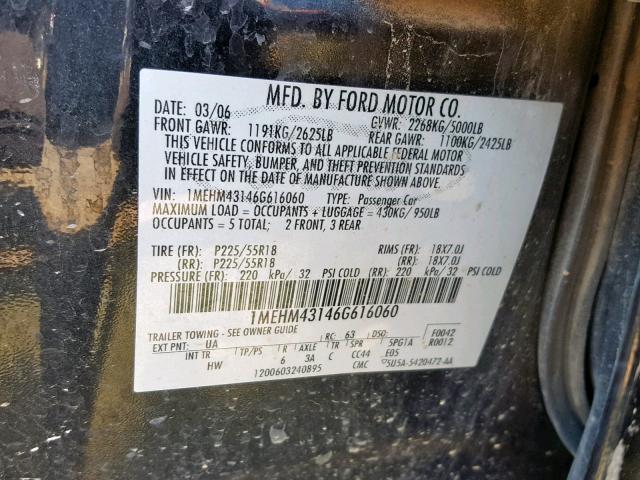 MFD. BY FORD MOTOR CO.
DATE: 03/06 GVWR: 2268KG/5000LB
FRONT GAWR: 1191KG/2625LB REAR GAWR: 1100KG/2425LB
THIS VEHICLE CONFORMS TO ALL APPLICABLE FEDERAL MOTOR
VEHICLE SAFETY, BUMPER, AND THEFT PREVENTION STANDARDS
IN EFFECT ON THE DATE OF MANUFACTURE SHOWN ABOVE.
VIN: 1MEHM43146G616060 TYPE: Passenger Car
MAXIMUM LOAD = OCCUPANTS + LUGGAGE = 430KG/950LB
OCCUPANTS = 5 TOTAL; 2 FRONT, 3 REAR
TIRE (FR): P225/55R18 RIMS (FR): 18X7.0J
(RR): P225/55R18 (RR): 18X7.0J
PRESSURE (FR): 220 kPa/ 32 PSI COLD (RR): 220 kPa/ 32 PSI COLD
1MEHM43146G616060
TRAILER TOWING - SEE OWNER GUIDE
EXT PNT: UA RC: 63 DSO: F0042
INT TR TP/PS R AXLE TR SPR 5PG1A R0012
HW 6 3A C CC44 E05
1200603240895 CMC 5U5A-5420472-AA